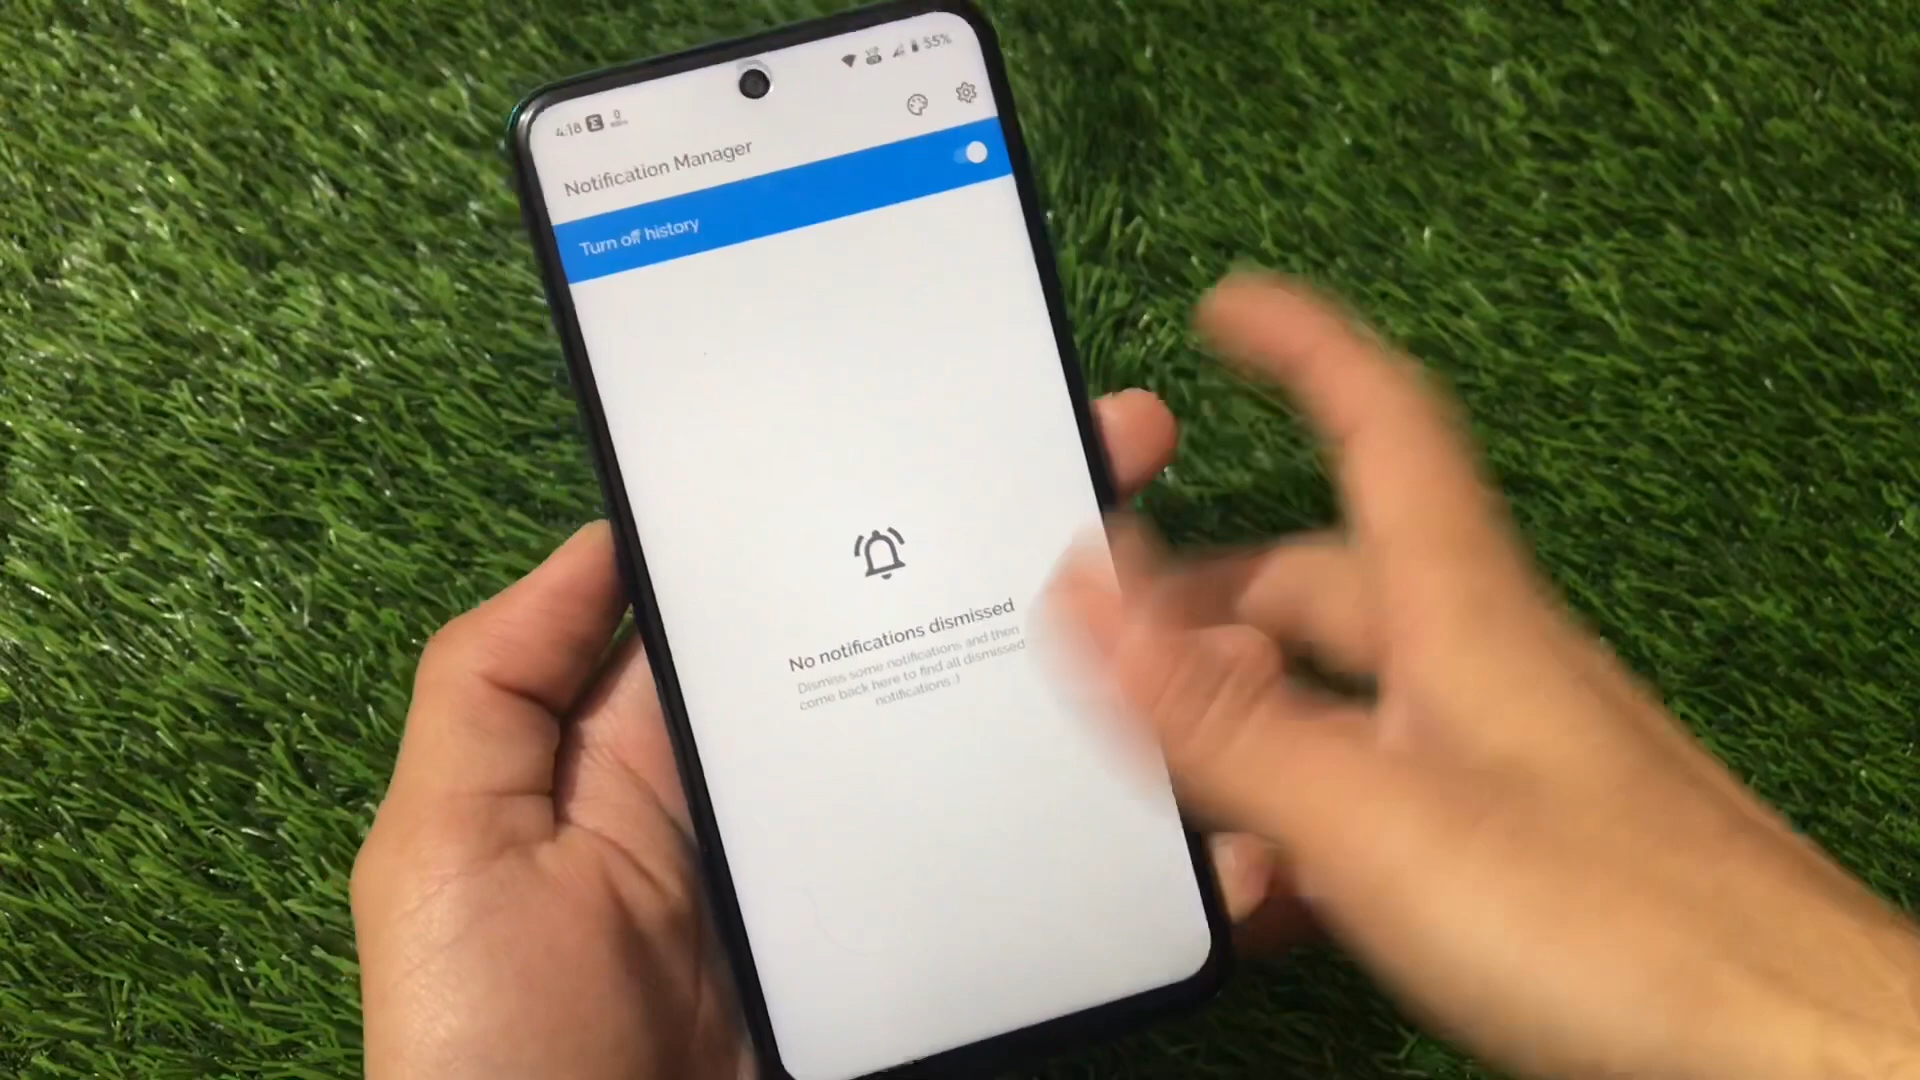 4:18 0
55%
Notification Manager
Turn off history
No notifications dismissed
Dismiss some notifications and then
come back here to find all dismissed
notifications :)